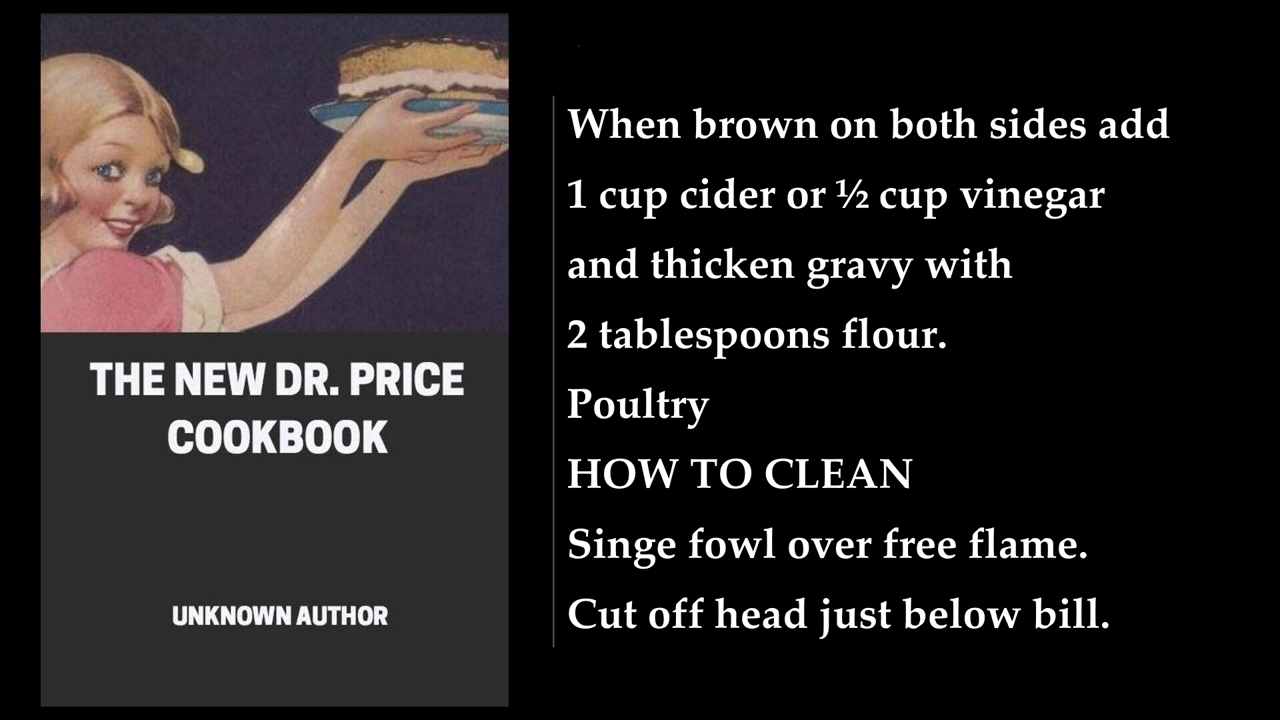 THE NEW DR. PRICE
COOKBOOK
UNKNOWN AUTHOR
When brown on both sides add
1 cup cider or ½ cup vinegar
and thicken gravy with
2 tablespoons flour.
Poultry
HOW TO CLEAN
Singe fowl over free flame.
Cut off head just below bill.